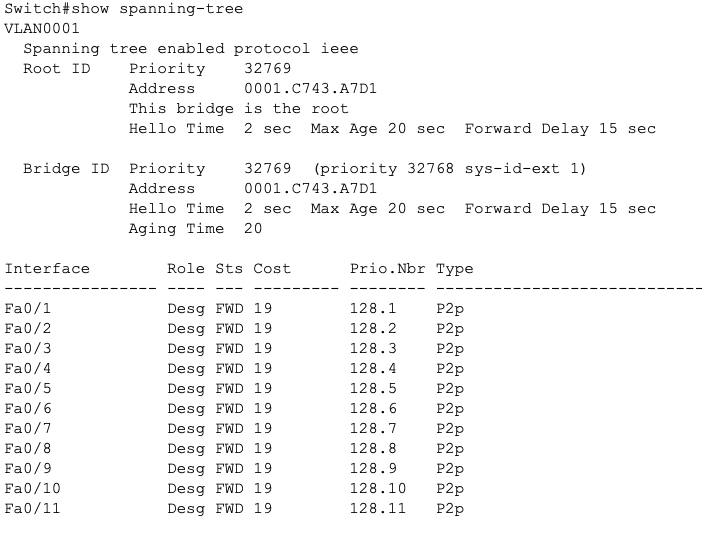 Switch#show spanning-tree
VLAN0001
  Spanning tree enabled protocol ieee
  Root ID    Priority    32769
             Address     0001.C743.A7D1
             This bridge is the root
             Hello Time  2 sec  Max Age 20 sec  Forward Delay 15 sec

  Bridge ID  Priority    32769  (priority 32768 sys-id-ext 1)
             Address     0001.C743.A7D1
             Hello Time  2 sec  Max Age 20 sec  Forward Delay 15 sec
             Aging Time  20

Interface        Role Sts Cost      Prio.Nbr Type
---------------- ---- --- --------- -------- ----------------------------
Fa0/1            Desg FWD 19        128.1    P2p
Fa0/2            Desg FWD 19        128.2    P2p
Fa0/3            Desg FWD 19        128.3    P2p
Fa0/4            Desg FWD 19        128.4    P2p
Fa0/5            Desg FWD 19        128.5    P2p
Fa0/6            Desg FWD 19        128.6    P2p
Fa0/7            Desg FWD 19        128.7    P2p
Fa0/8            Desg FWD 19        128.8    P2p
Fa0/9            Desg FWD 19        128.9    P2p
Fa0/10           Desg FWD 19        128.10   P2p
Fa0/11           Desg FWD 19        128.11   P2p